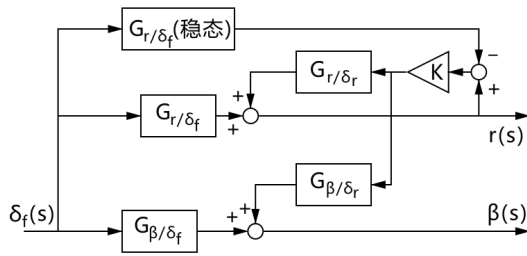 G_{r/δ_f}(稳态)
−
G_{r/δ_r}
K
+
+
G_{r/δ_f}
+
r(s)
G_{β/δ_r}
δ_f(s)
+
β(s)
G_{β/δ_f}
+